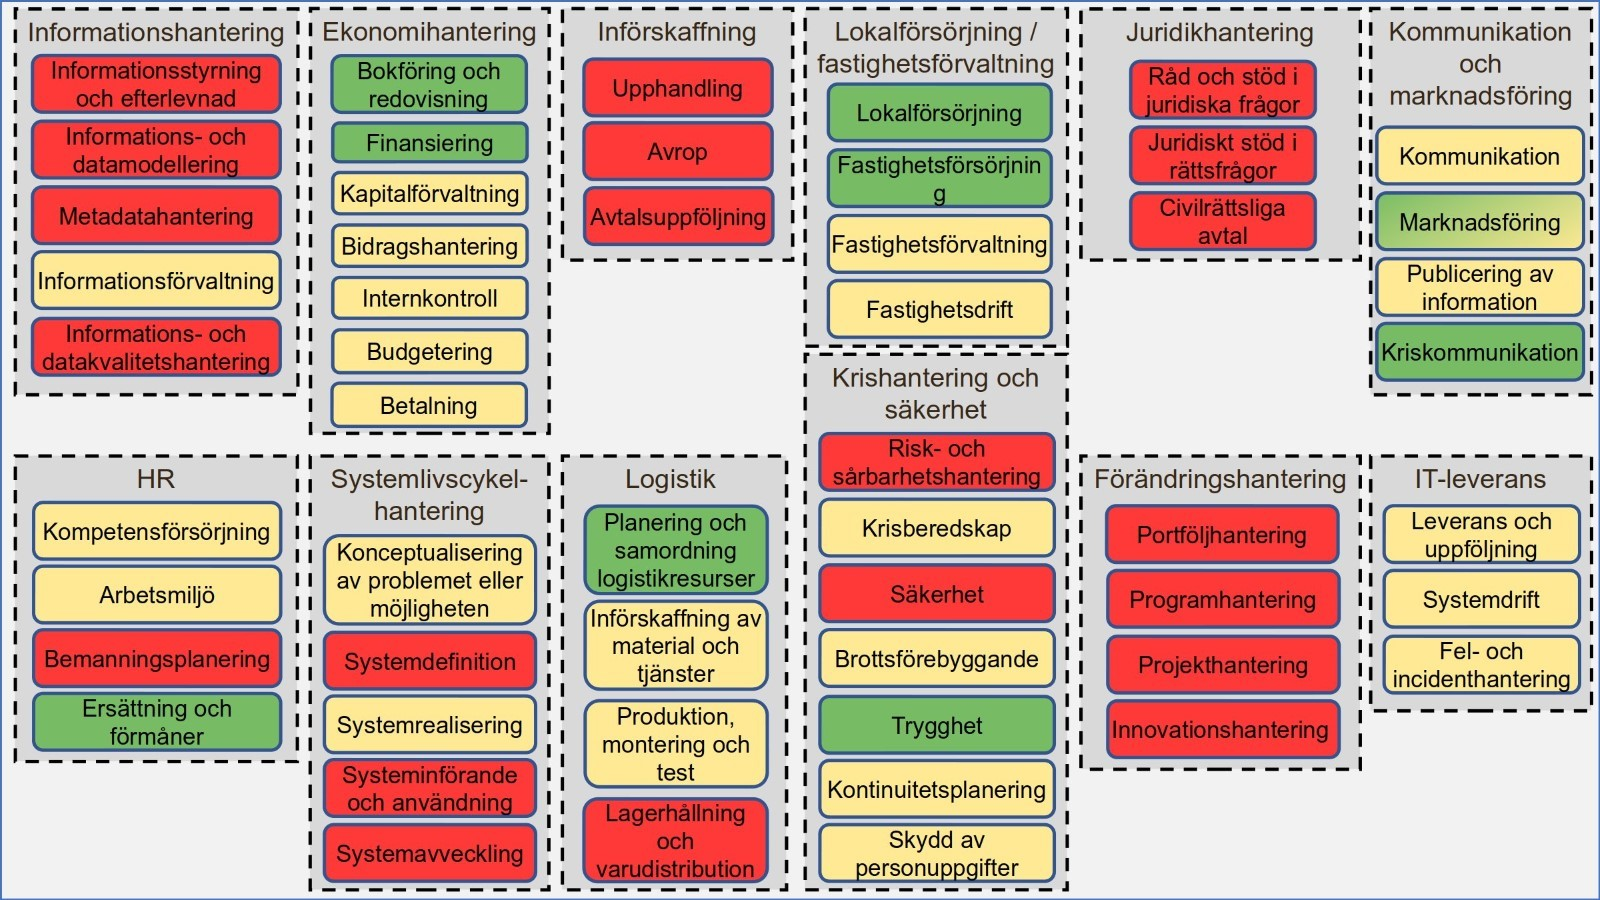 Informationshantering
Informationsstyrning
och efterlevnad
Informations- och
datamodellering
Metadatahantering
Informationsförvaltning
Informations- och
datakvalitetshantering
Ekonomihantering
Bokföring och
redovisning
Finansiering
Kapitalförvaltning
Bidragshantering
Internkontroll
Budgetering
Betalning
Införskaffning
Upphandling
Avrop
Avtalsuppföljning
Lokalförsörjning /
fastighetsförvaltning
Lokalförsörjning
Fastighetsförsörjnin
g
Fastighetsförvaltning
Fastighetsdrift
Juridikhantering
Råd och stöd i
juridiska frågor
Juridiskt stöd i
rättsfrågor
Civilrättsliga
avtal
Kommunikation
och
marknadsföring
Kommunikation
Marknadsföring
Publicering av
information
Kriskommunikation
HR
Kompetensförsörjning
Arbetsmiljö
Bemanningsplanering
Ersättning och
förmåner
Systemlivscykel-
hantering
Konceptualisering
av problemet eller
möjligheten
Systemdefinition
Systemrealisering
Systeminförande
och användning
Systemavveckling
Logistik
Planering och
samordning
logistikresurser
Införskaffning av
material och
tjänster
Produktion,
montering och
test
Lagerhållning
och
varudistribution
Krishantering och
säkerhet
Risk- och
sårbarhetshantering
Krisberedskap
Säkerhet
Brottsförebyggande
Trygghet
Kontinuitetsplanering
Skydd av
personuppgifter
Förändringshantering
Portföljhantering
Programhantering
Projekthantering
Innovationshantering
IT-leverans
Leverans och
uppföljning
Systemdrift
Fel- och
incidenthantering